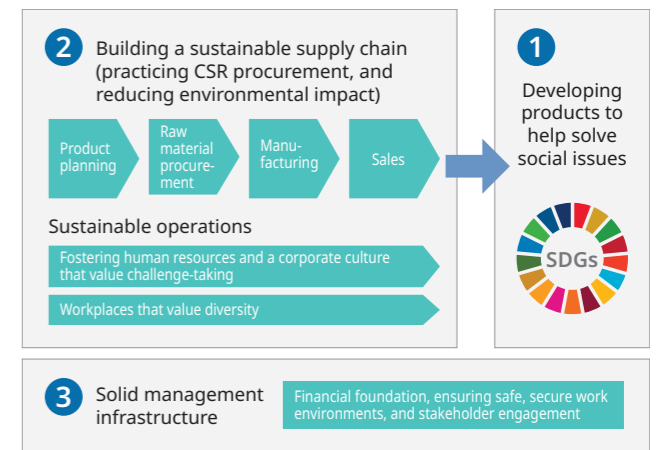 2
Building a sustainable supply chain
(practicing CSR procurement, and
reducing environmental impact)
Product
planning
Raw
material
procure-
ment
Manu-
facturing
Sales
Sustainable operations
Fostering human resources and a corporate culture
that value challenge-taking
Workplaces that value diversity
1
Developing
products to
help solve
social issues
SDGs
3
Solid management
infrastructure
Financial foundation, ensuring safe, secure work
environments, and stakeholder engagement